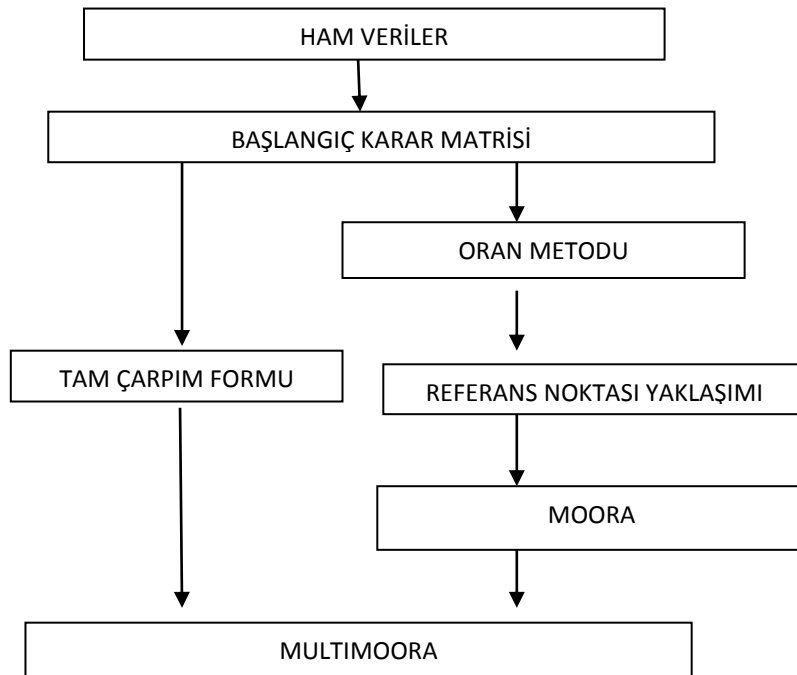 HAM VERİLER
BAŞLANGIÇ KARAR MATRİSİ
ORAN METODU
TAM ÇARPIM FORMU
REFERANS NOKTASI YAKLAŞIMI
MOORA
MULTIMOORA